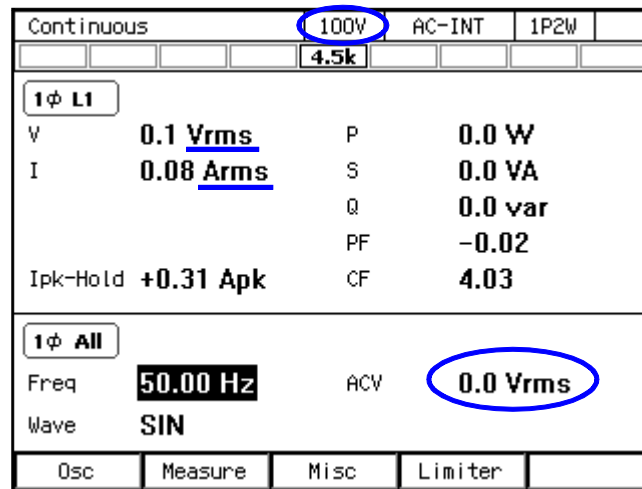 Continuous 100V AC-INT 1P2W
4.5k
1ϕ L1
V 0.1 Vrms P 0.0 W
I 0.08 Arms S 0.0 VA
Q 0.0 var
PF -0.02
Ipk-Hold +0.31 Apk CF 4.03
1ϕ All
Freq 50.00 Hz ACV 0.0 Vrms
Wave SIN
Osc Measure Misc Limiter